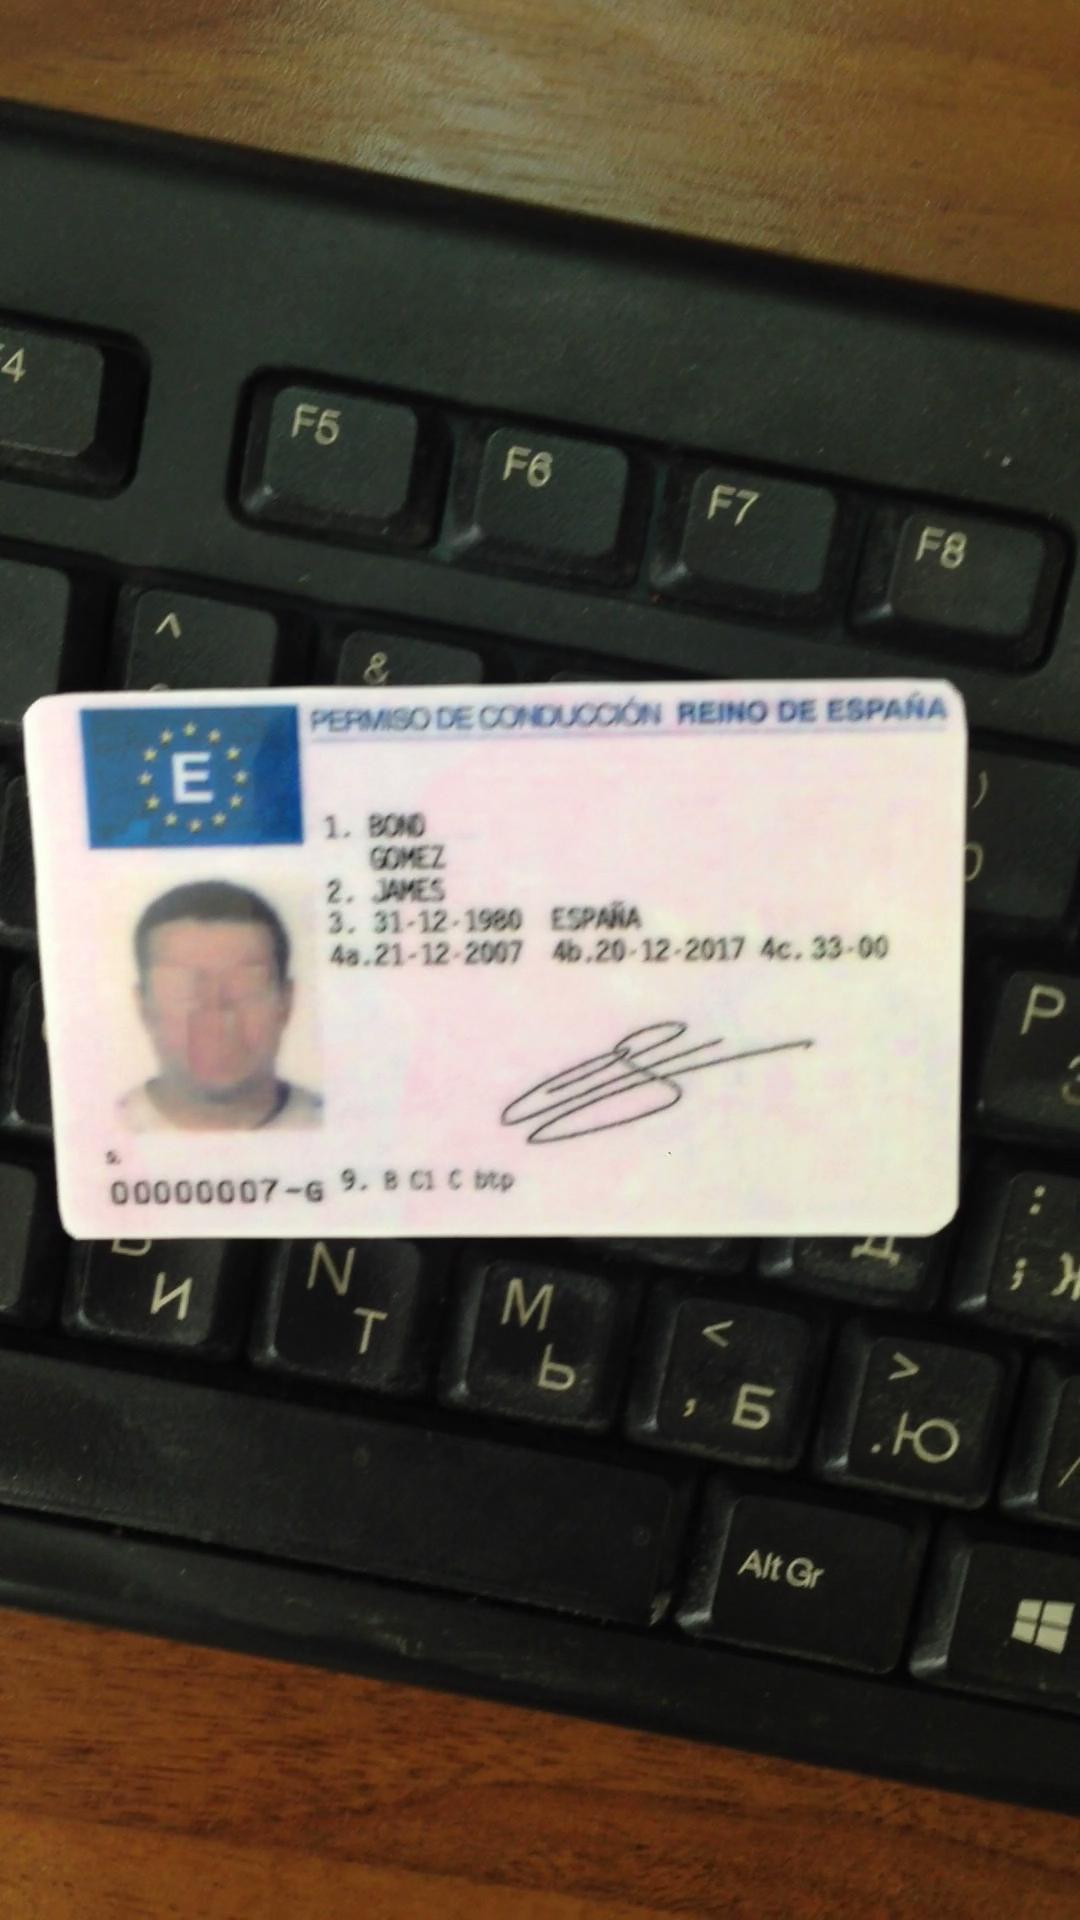 F4
F5
F6
F7
F8
^
&
E
PERMISO DE CONDUCCIÓN REINO DE ESPAÑA
)
0
1. BOND
GOMEZ
2. JAMES
3. 31-12-1980 ESPAÑA
4a.21-12-2007 4b.20-12-2017 4c. 33-00
P
З
5.
00000007-G 9. B C1 C btp
И
N
Т
M
Ь
<
, Б
>
. Ю
Д
:
; Ж
Alt Gr